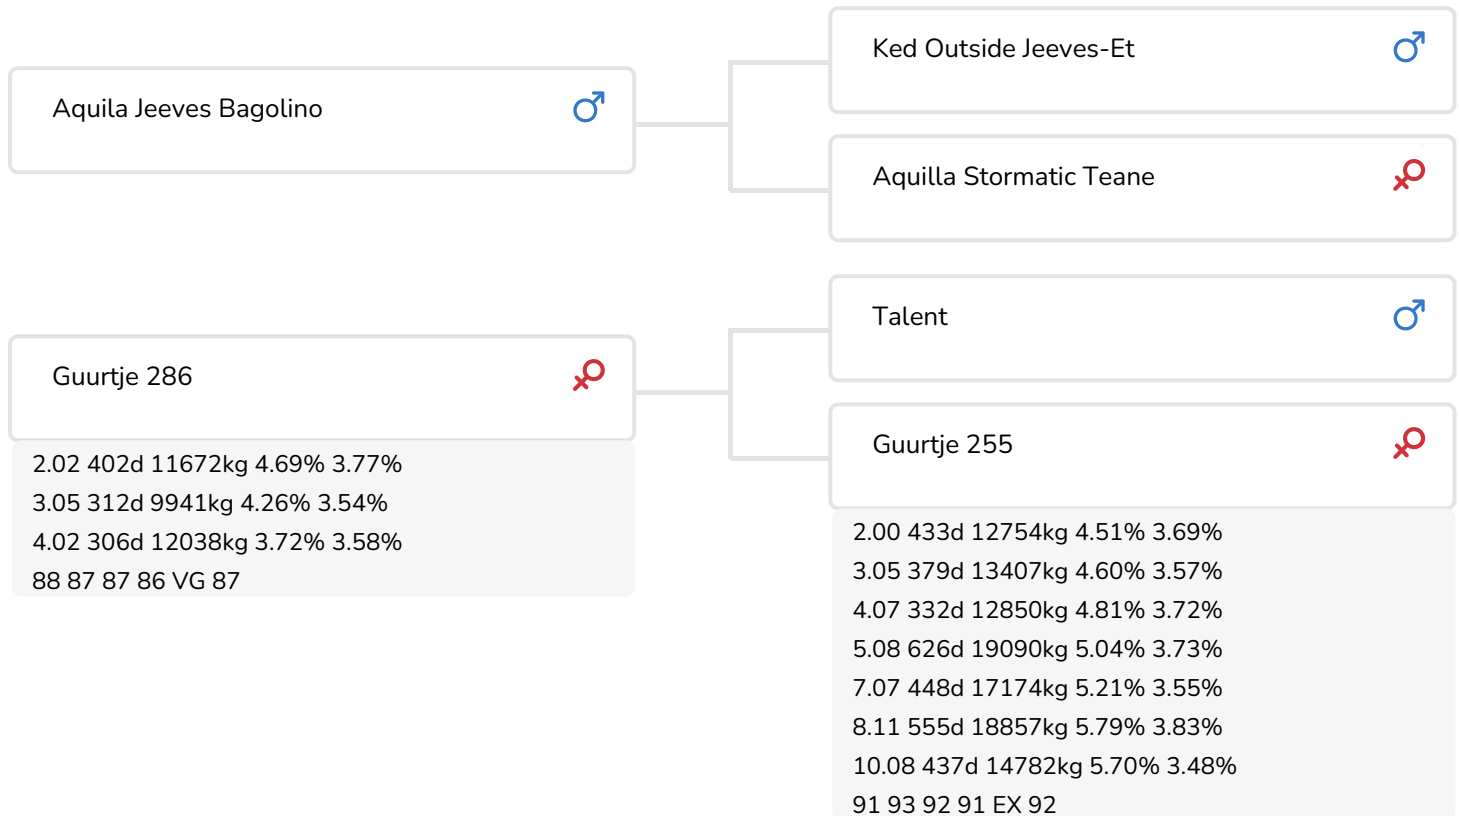 Ked Outside Jeeves-Et
Aquila Jeeves Bagolino
Aquilla Stormatic Teane
Talent
Guurtje 286
2.02 402d 11672kg 4.69% 3.77%
3.05 312d 9941kg 4.26% 3.54%
4.02 306d 12038kg 3.72% 3.58%
88 87 87 86 VG 87
Guurtje 255
2.00 433d 12754kg 4.51% 3.69%
3.05 379d 13407kg 4.60% 3.57%
4.07 332d 12850kg 4.81% 3.72%
5.08 626d 19090kg 5.04% 3.73%
7.07 448d 17174kg 5.21% 3.55%
8.11 555d 18857kg 5.79% 3.83%
10.08 437d 14782kg 5.70% 3.48%
91 93 92 91 EX 92